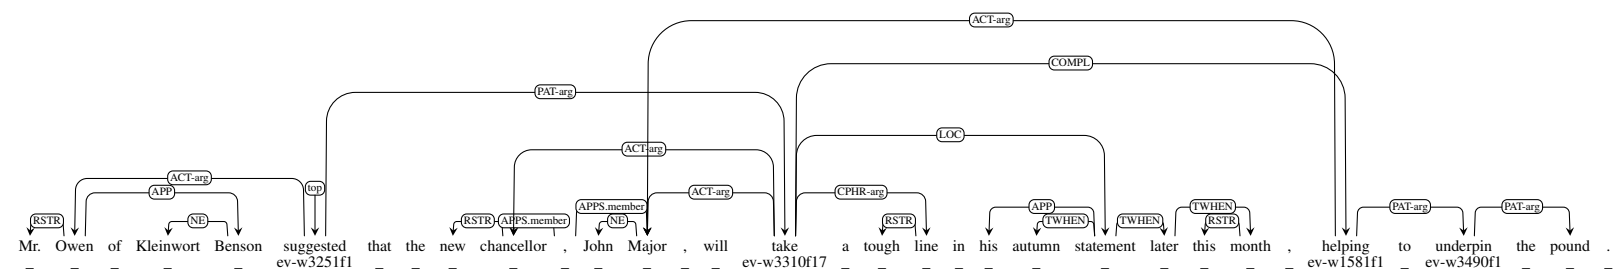 ACT-arg
COMPL
PAT-arg
LOC
ACT-arg
ACT-arg top
APP ACT-arg CPHR-arg
APPS.member APP TWHEN PAT-arg PAT-arg
RSTR NE RSTR APPS.member NE RSTR TWHEN TWHEN RSTR
Mr. Owen of Kleinwort Benson suggested that the new chancellor , John Major , will take a tough line in his autumn statement later this month , helping to underpin the pound .
_ _ _ _ _ ev-w3251f1 _ _ _ _ _ _ _ _ _ ev-w3310f17 _ _ _ _ _ _ _ _ _ _ _ ev-w1581f1 _ ev-w3490f1 _ _ _